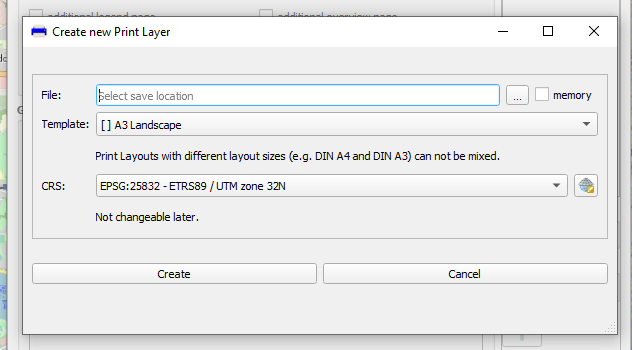 additional legend page
additional overview page
Create new Print Layer
File:
Select save location
...
memory
Template:
[ ] A3 Landscape
Print Layouts with different layout sizes (e.g. DIN A4 and DIN A3) can not be mixed.
CRS:
EPSG:25832 - ETRS89 / UTM zone 32N
Not changeable later.
Create
Cancel